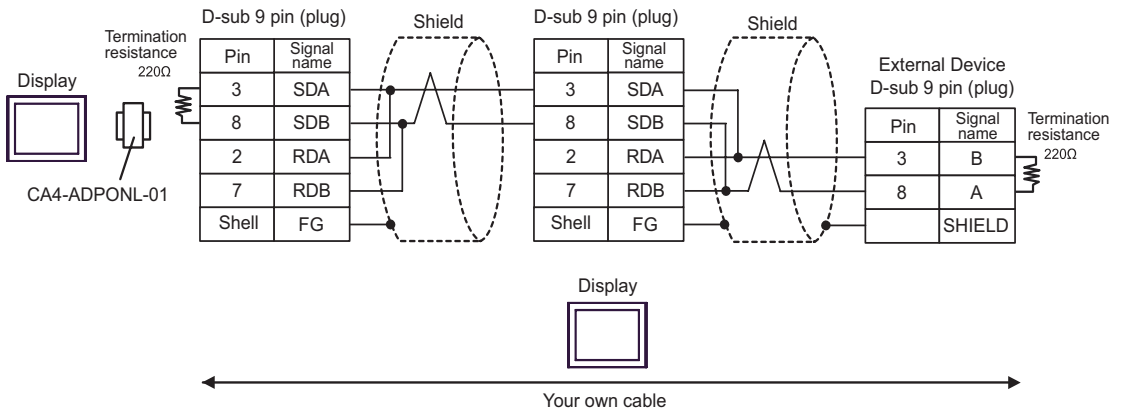 Display
CA4-ADPONL-01
Termination
resistance
220Ω
D-sub 9 pin (plug)
Pin Signal name
3 SDA
8 SDB
2 RDA
7 RDB
Shell FG
Shield
D-sub 9 pin (plug)
Pin Signal name
3 SDA
8 SDB
2 RDA
7 RDB
Shell FG
Shield
External Device
D-sub 9 pin (plug)
Pin Signal name
3 B
8 A
SHIELD
Termination
resistance
220Ω
Display
Your own cable